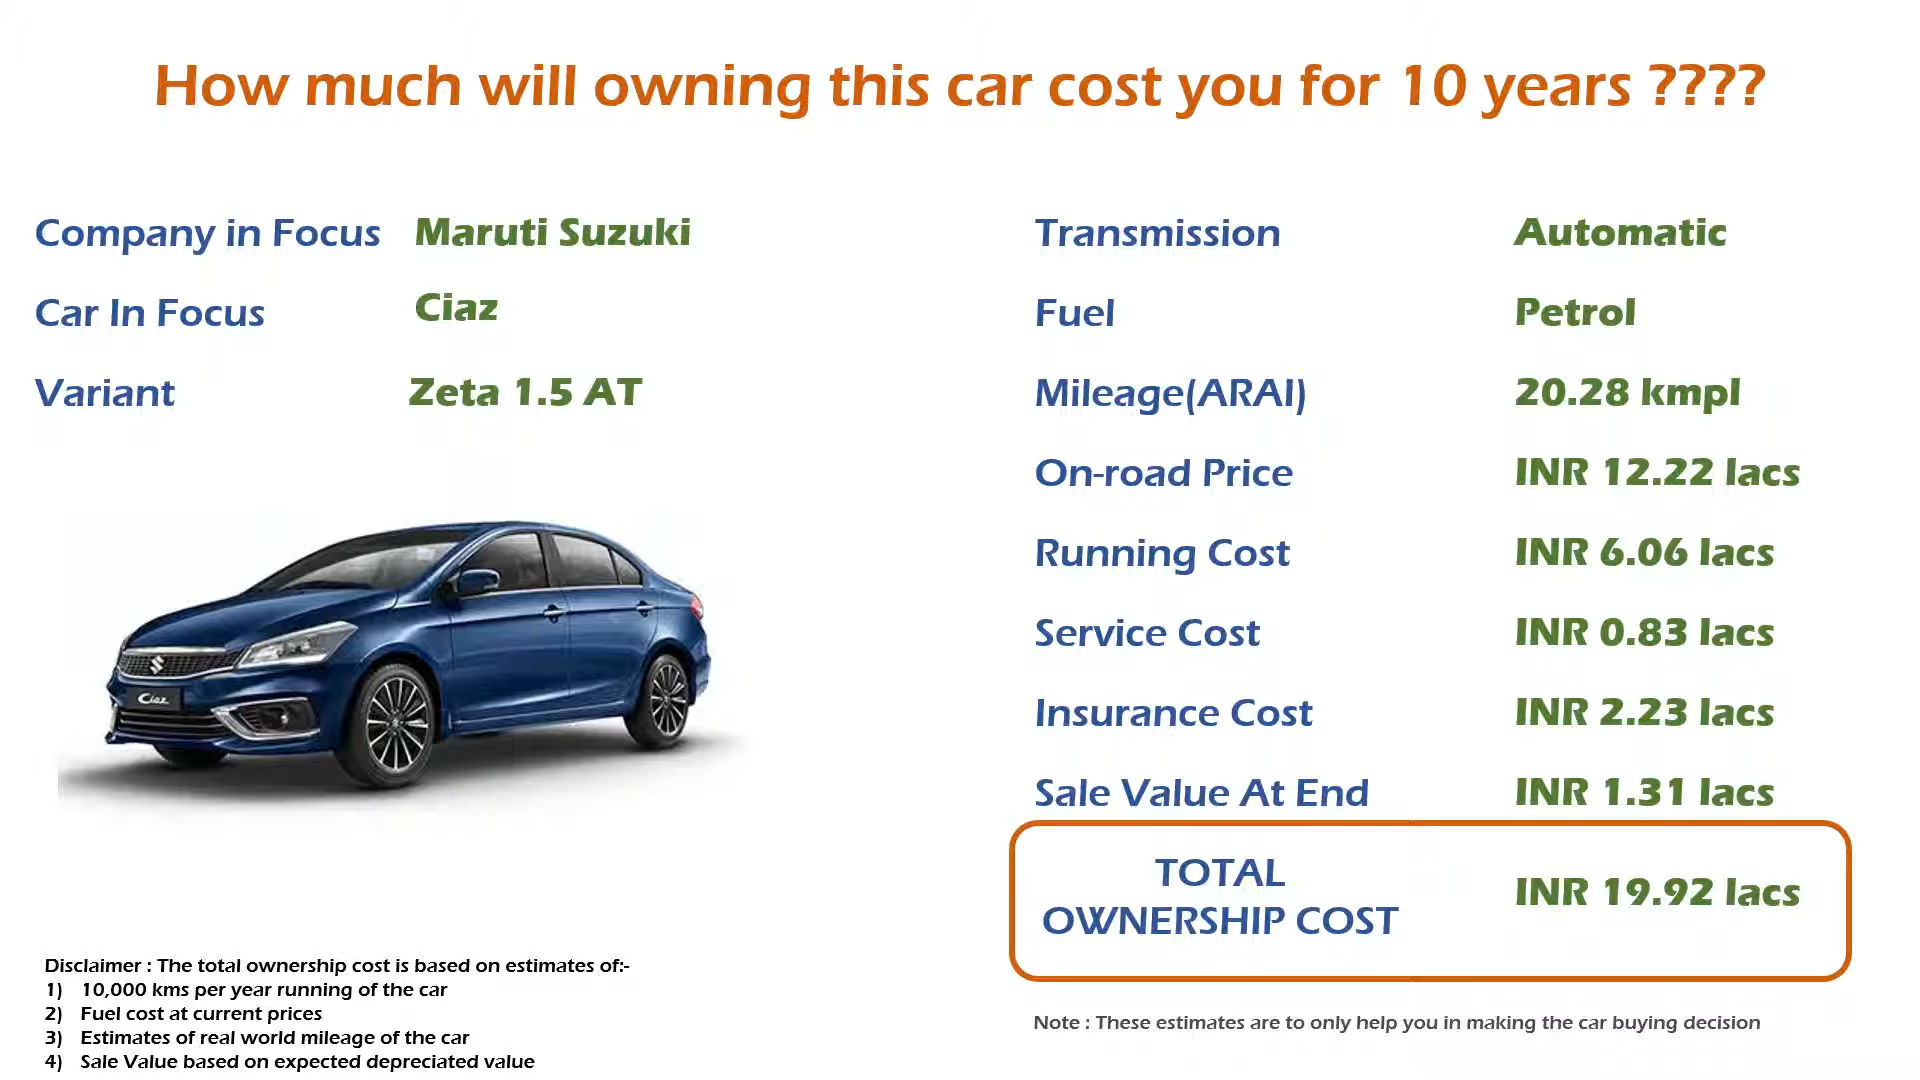 How much will owning this car cost you for 10 years ????
Company in Focus Maruti Suzuki
Car In Focus Ciaz
Variant Zeta 1.5 AT
Ciaz
Transmission Automatic
Fuel Petrol
Mileage(ARAI) 20.28 kmpl
On-road Price INR 12.22 lacs
Running Cost INR 6.06 lacs
Service Cost INR 0.83 lacs
Insurance Cost INR 2.23 lacs
Sale Value At End INR 1.31 lacs
TOTAL
OWNERSHIP COST INR 19.92 lacs
Disclaimer : The total ownership cost is based on estimates of:-
1) 10,000 kms per year running of the car
2) Fuel cost at current prices
3) Estimates of real world mileage of the car
4) Sale Value based on expected depreciated value
Note : These estimates are to only help you in making the car buying decision